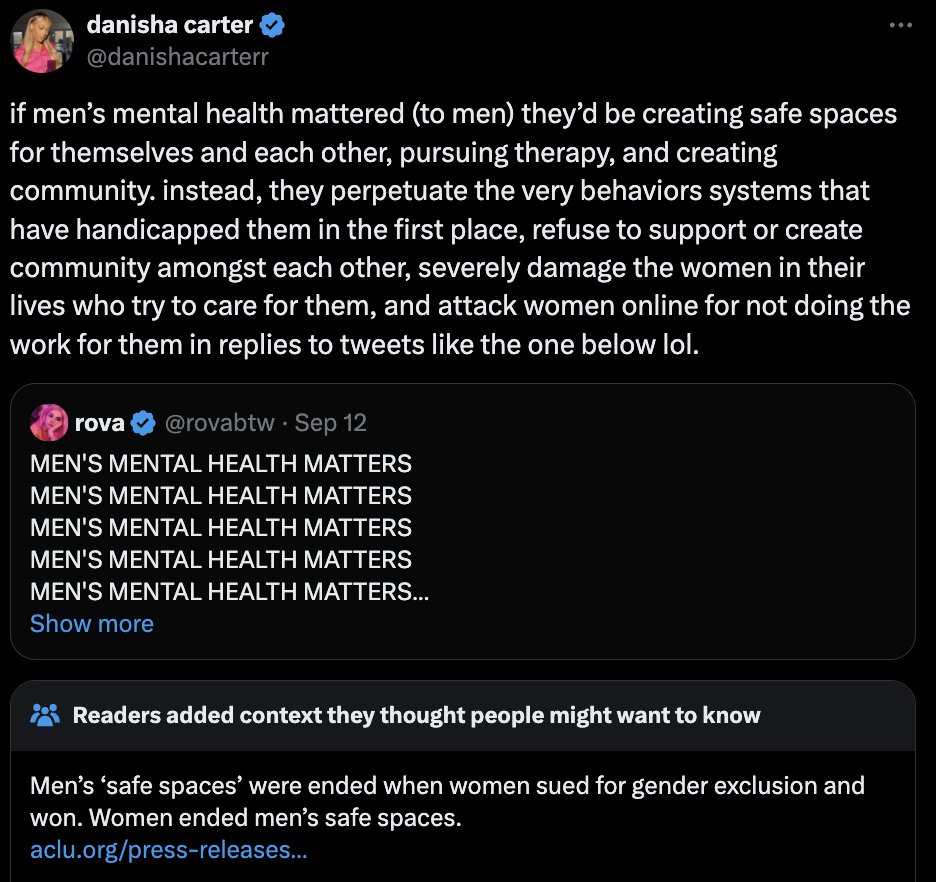 danisha carter
@danishacarterr
if men’s mental health mattered (to men) they’d be creating safe spaces
for themselves and each other, pursuing therapy, and creating
community. instead, they perpetuate the very behaviors systems that
have handicapped them in the first place, refuse to support or create
community amongst each other, severely damage the women in their
lives who try to care for them, and attack women online for not doing the
work for them in replies to tweets like the one below lol.
rova @rovabtw · Sep 12
MEN'S MENTAL HEALTH MATTERS
MEN'S MENTAL HEALTH MATTERS
MEN'S MENTAL HEALTH MATTERS
MEN'S MENTAL HEALTH MATTERS
MEN'S MENTAL HEALTH MATTERS...
Show more
Readers added context they thought people might want to know
Men’s ‘safe spaces’ were ended when women sued for gender exclusion and
won. Women ended men’s safe spaces.
aclu.org/press-releases...